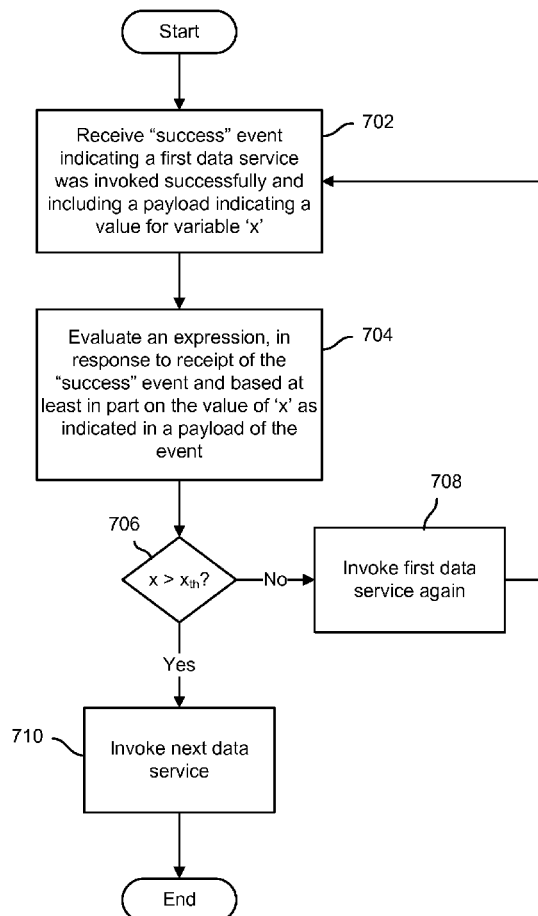 Start
702
Receive “success” event
indicating a first data service
was invoked successfully and
including a payload indicating a
value for variable ‘x’
704
Evaluate an expression, in
response to receipt of the
“success” event and based at
least in part on the value of ‘x’ as
indicated in a payload of the
event
706
x > xth?
No
708
Invoke first data
service again
Yes
710
Invoke next data
service
End